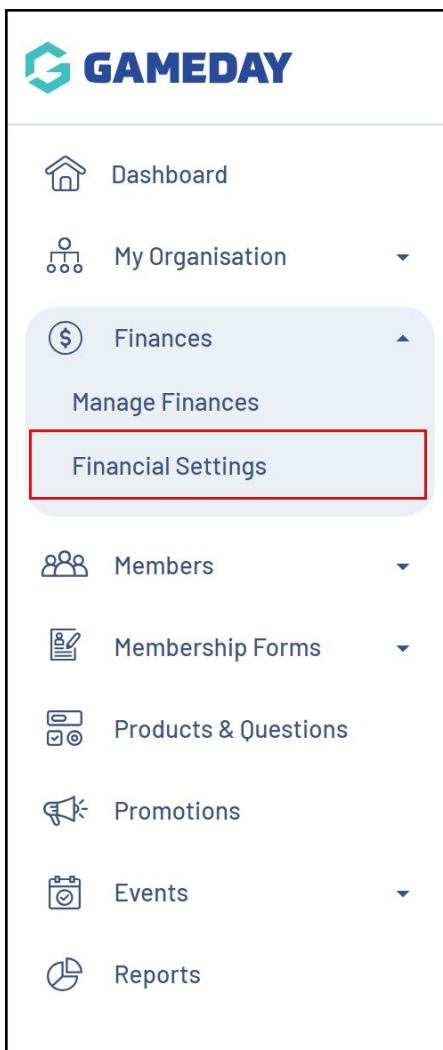 GAMEDAY
Dashboard
My Organisation
Finances
Manage Finances
Financial Settings
Members
Membership Forms
Products & Questions
Promotions
Events
Reports